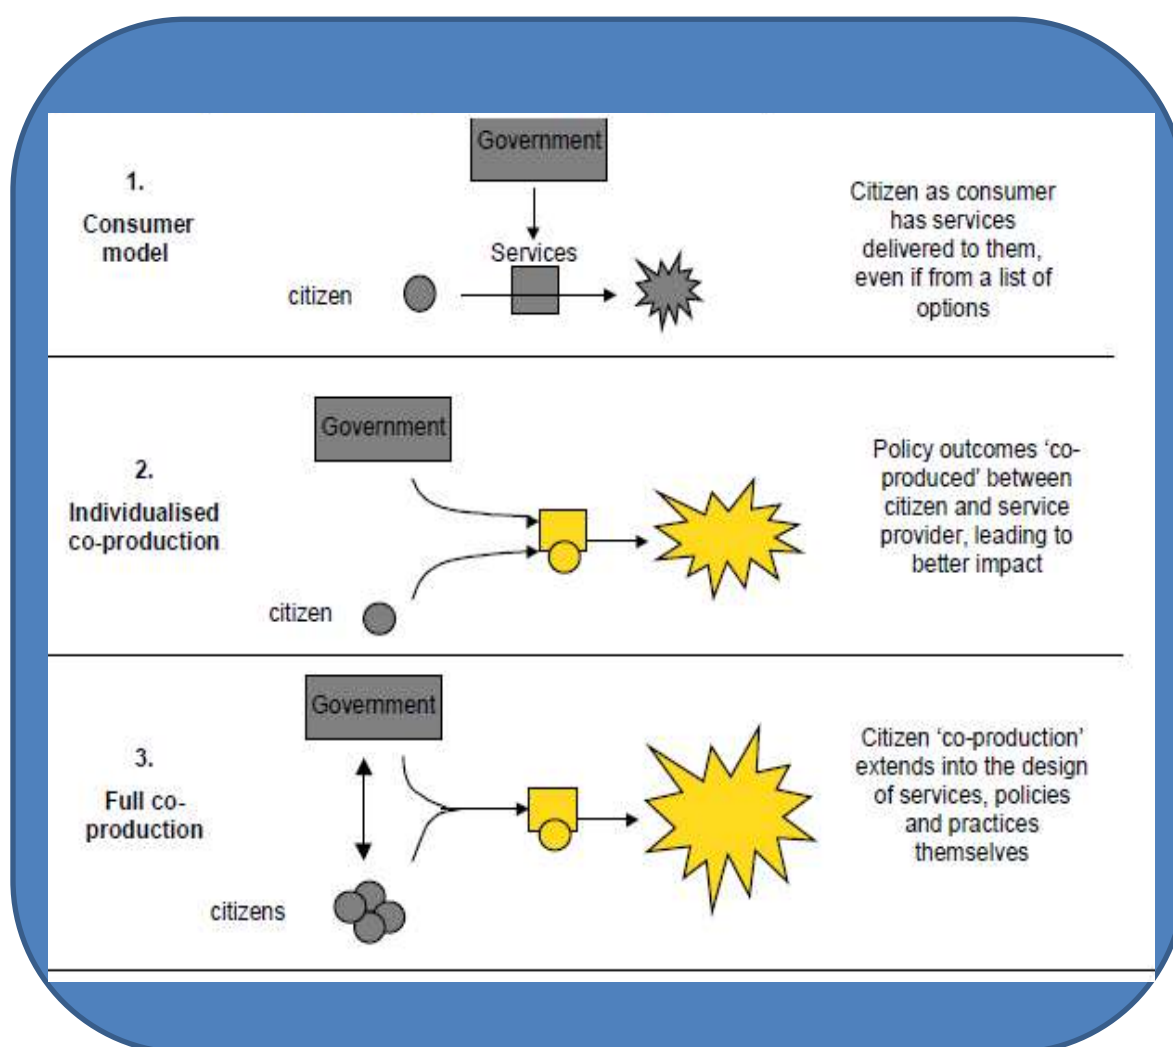 1.
Consumer
model
Government
Services
citizen
Citizen as consumer
has services
delivered to them,
even if from a list of
options
2.
Individualised
co-production
Government
citizen
Policy outcomes ‘co-
produced’ between
citizen and service
provider, leading to
better impact
3.
Full co-
production
Government
citizens
Citizen ‘co-production’
extends into the design
of services, policies
and practices
themselves